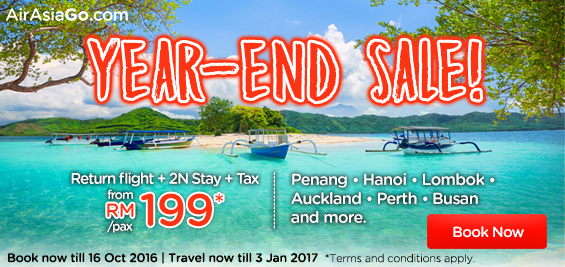 AirAsiaGo.com
YEAR-END SALE!
Return flight + 2N Stay + Tax
from
RM 199*
/pax
Penang • Hanoi • Lombok •
Auckland • Perth • Busan
and more.
Book Now
Book now till 16 Oct 2016 | Travel now till 3 Jan 2017 *Terms and conditions apply.